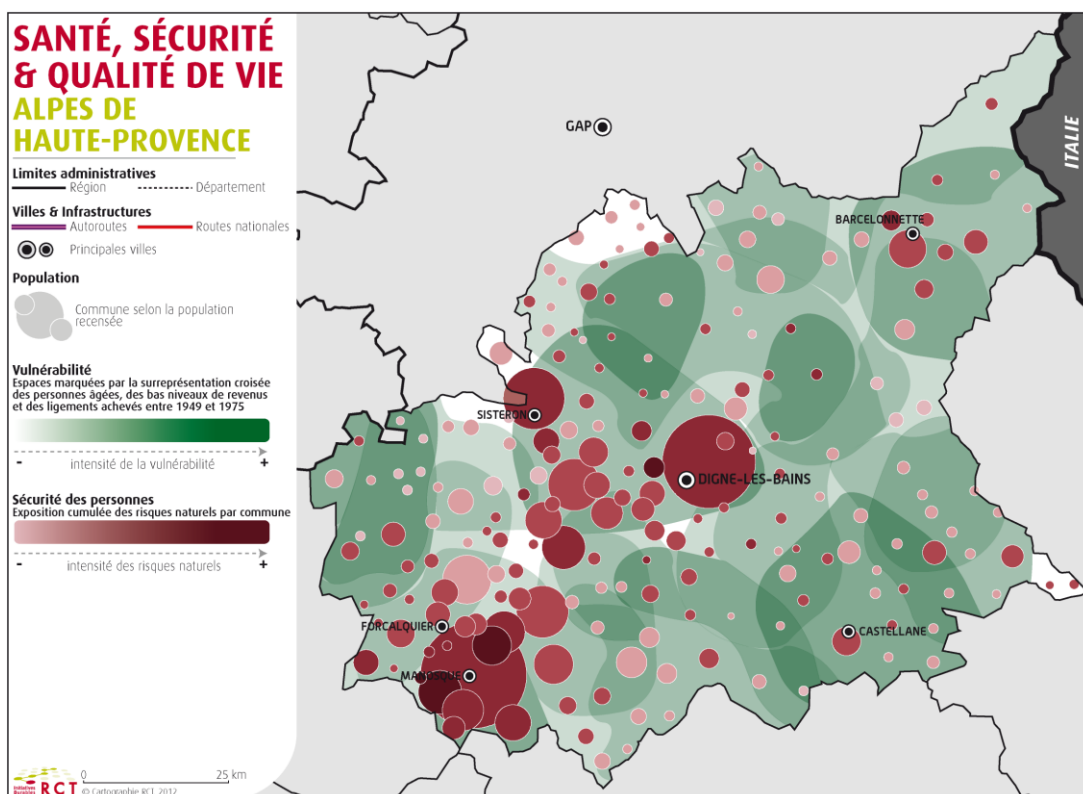 SANTÉ, SÉCURITÉ
& QUALITÉ DE VIE
ALPES DE
HAUTE-PROVENCE
Limites administratives
Région
Département
Villes & Infrastructures
Autoroutes
Routes nationales
Principales villes
Population
Commune selon la population
recensée
Vulnérabilité
Espaces marquées par la surreprésentation croisée
des personnes âgées, des bas niveaux de revenus
et des ligements achevés entre 1949 et 1975
- intensité de la vulnérabilité +
Sécurité des personnes
Exposition cumulée des risques naturels par commune
- intensité des risques naturels +
RCT
0 25 km
© Cartographie RCT, 2012
GAP
ITALIE
BARCELONNETTE
SISTERON
DIGNE-LES-BAINS
FORCALQUIER
CASTELLANE
MANOSQUE